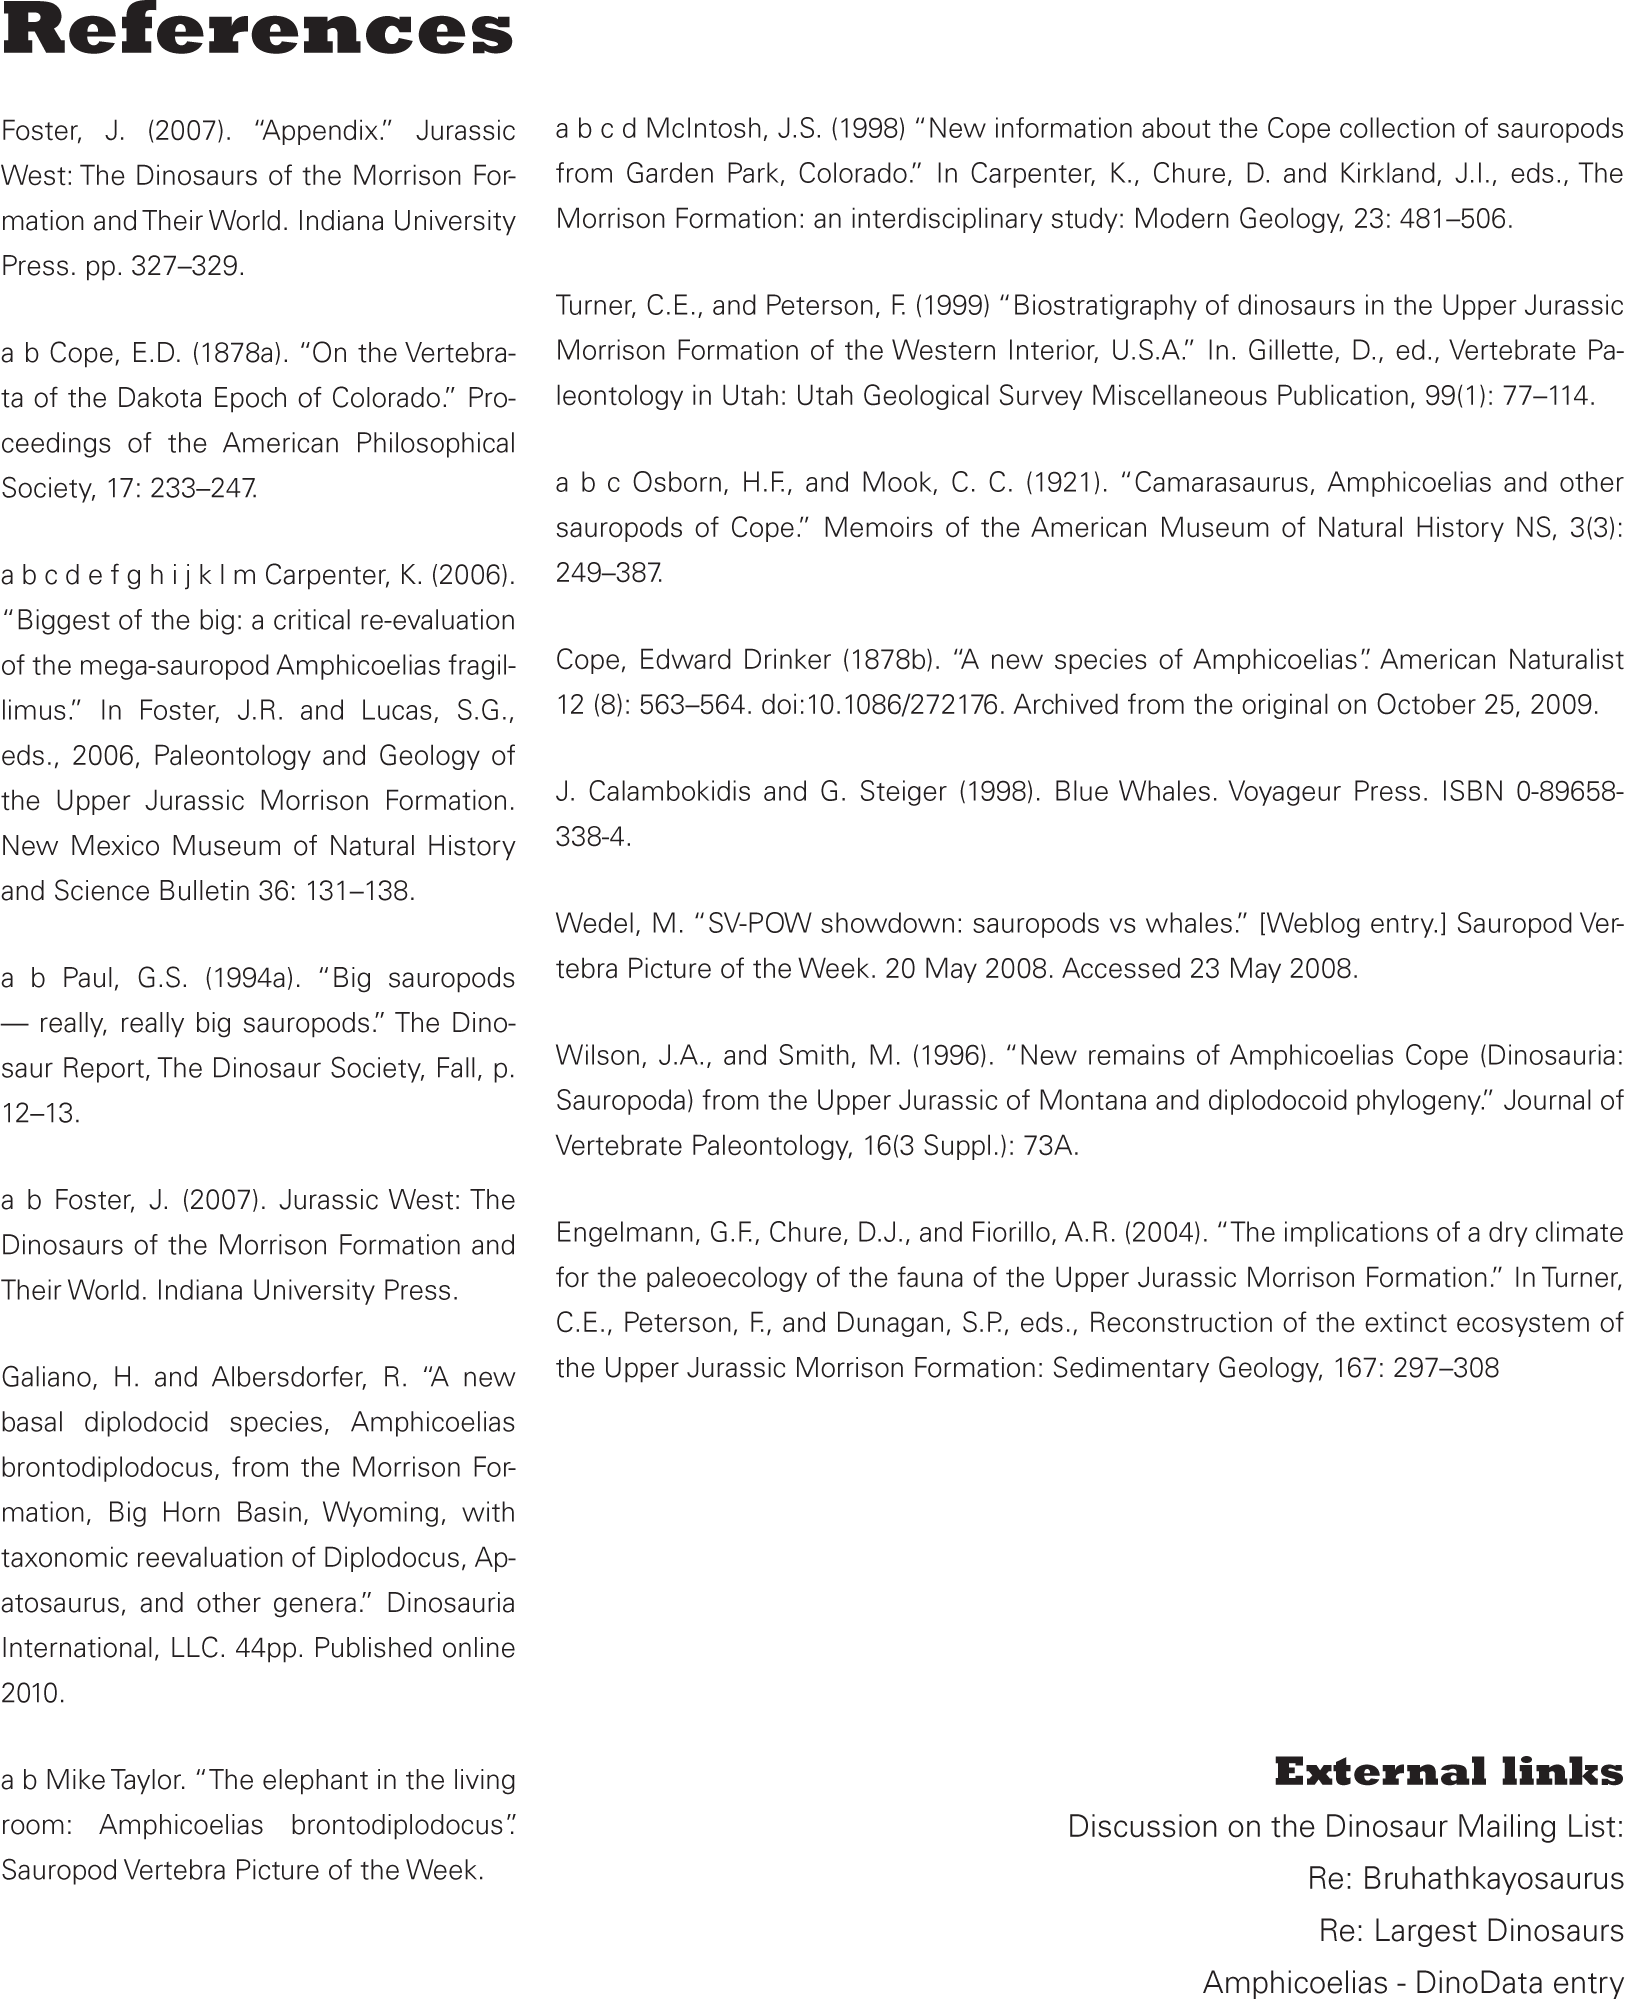 References
Foster, J. (2007). “Appendix.” Jurassic
West: The Dinosaurs of the Morrison For-
mation and Their World. Indiana University
Press. pp. 327–329.
a b Cope, E.D. (1878a). “On the Vertebra-
ta of the Dakota Epoch of Colorado.” Pro-
ceedings of the American Philosophical
Society, 17: 233–247.
a b c d e f g h i j k l m Carpenter, K. (2006).
“Biggest of the big: a critical re-evaluation
of the mega-sauropod Amphicoelias fragil-
limus.” In Foster, J.R. and Lucas, S.G.,
eds., 2006, Paleontology and Geology of
the Upper Jurassic Morrison Formation.
New Mexico Museum of Natural History
and Science Bulletin 36: 131–138.
a b Paul, G.S. (1994a). “Big sauropods
— really, really big sauropods.” The Dino-
saur Report, The Dinosaur Society, Fall, p.
12–13.
a b Foster, J. (2007). Jurassic West: The
Dinosaurs of the Morrison Formation and
Their World. Indiana University Press.
Galiano, H. and Albersdorfer, R. “A new
basal diplodocid species, Amphicoelias
brontodiplodocus, from the Morrison For-
mation, Big Horn Basin, Wyoming, with
taxonomic reevaluation of Diplodocus, Ap-
atosaurus, and other genera.” Dinosauria
International, LLC. 44pp. Published online
2010.
a b Mike Taylor. “The elephant in the living
room: Amphicoelias brontodiplodocus”.
Sauropod Vertebra Picture of the Week.
a b c d McIntosh, J.S. (1998) “New information about the Cope collection of sauropods
from Garden Park, Colorado.” In Carpenter, K., Chure, D. and Kirkland, J.I., eds., The
Morrison Formation: an interdisciplinary study: Modern Geology, 23: 481–506.
Turner, C.E., and Peterson, F. (1999) “Biostratigraphy of dinosaurs in the Upper Jurassic
Morrison Formation of the Western Interior, U.S.A.” In. Gillette, D., ed., Vertebrate Pa-
leontology in Utah: Utah Geological Survey Miscellaneous Publication, 99(1): 77–114.
a b c Osborn, H.F., and Mook, C. C. (1921). “Camarasaurus, Amphicoelias and other
sauropods of Cope.” Memoirs of the American Museum of Natural History NS, 3(3):
249–387.
Cope, Edward Drinker (1878b). “A new species of Amphicoelias”. American Naturalist
12 (8): 563–564. doi:10.1086/272176. Archived from the original on October 25, 2009.
J. Calambokidis and G. Steiger (1998). Blue Whales. Voyageur Press. ISBN 0-89658-
338-4.
Wedel, M. “SV-POW showdown: sauropods vs whales.” [Weblog entry.] Sauropod Ver-
tebra Picture of the Week. 20 May 2008. Accessed 23 May 2008.
Wilson, J.A., and Smith, M. (1996). “New remains of Amphicoelias Cope (Dinosauria:
Sauropoda) from the Upper Jurassic of Montana and diplodocoid phylogeny.” Journal of
Vertebrate Paleontology, 16(3 Suppl.): 73A.
Engelmann, G.F., Chure, D.J., and Fiorillo, A.R. (2004). “The implications of a dry climate
for the paleoecology of the fauna of the Upper Jurassic Morrison Formation.” In Turner,
C.E., Peterson, F., and Dunagan, S.P., eds., Reconstruction of the extinct ecosystem of
the Upper Jurassic Morrison Formation: Sedimentary Geology, 167: 297–308
External links
Discussion on the Dinosaur Mailing List:
Re: Bruhathkayosaurus
Re: Largest Dinosaurs
Amphicoelias - DinoData entry